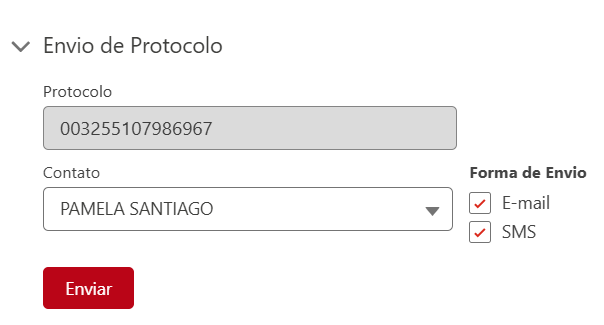 Envio de Protocolo
Protocolo
003255107986967
Contato
PAMELA SANTIAGO
Forma de Envio
E-mail
SMS
Enviar